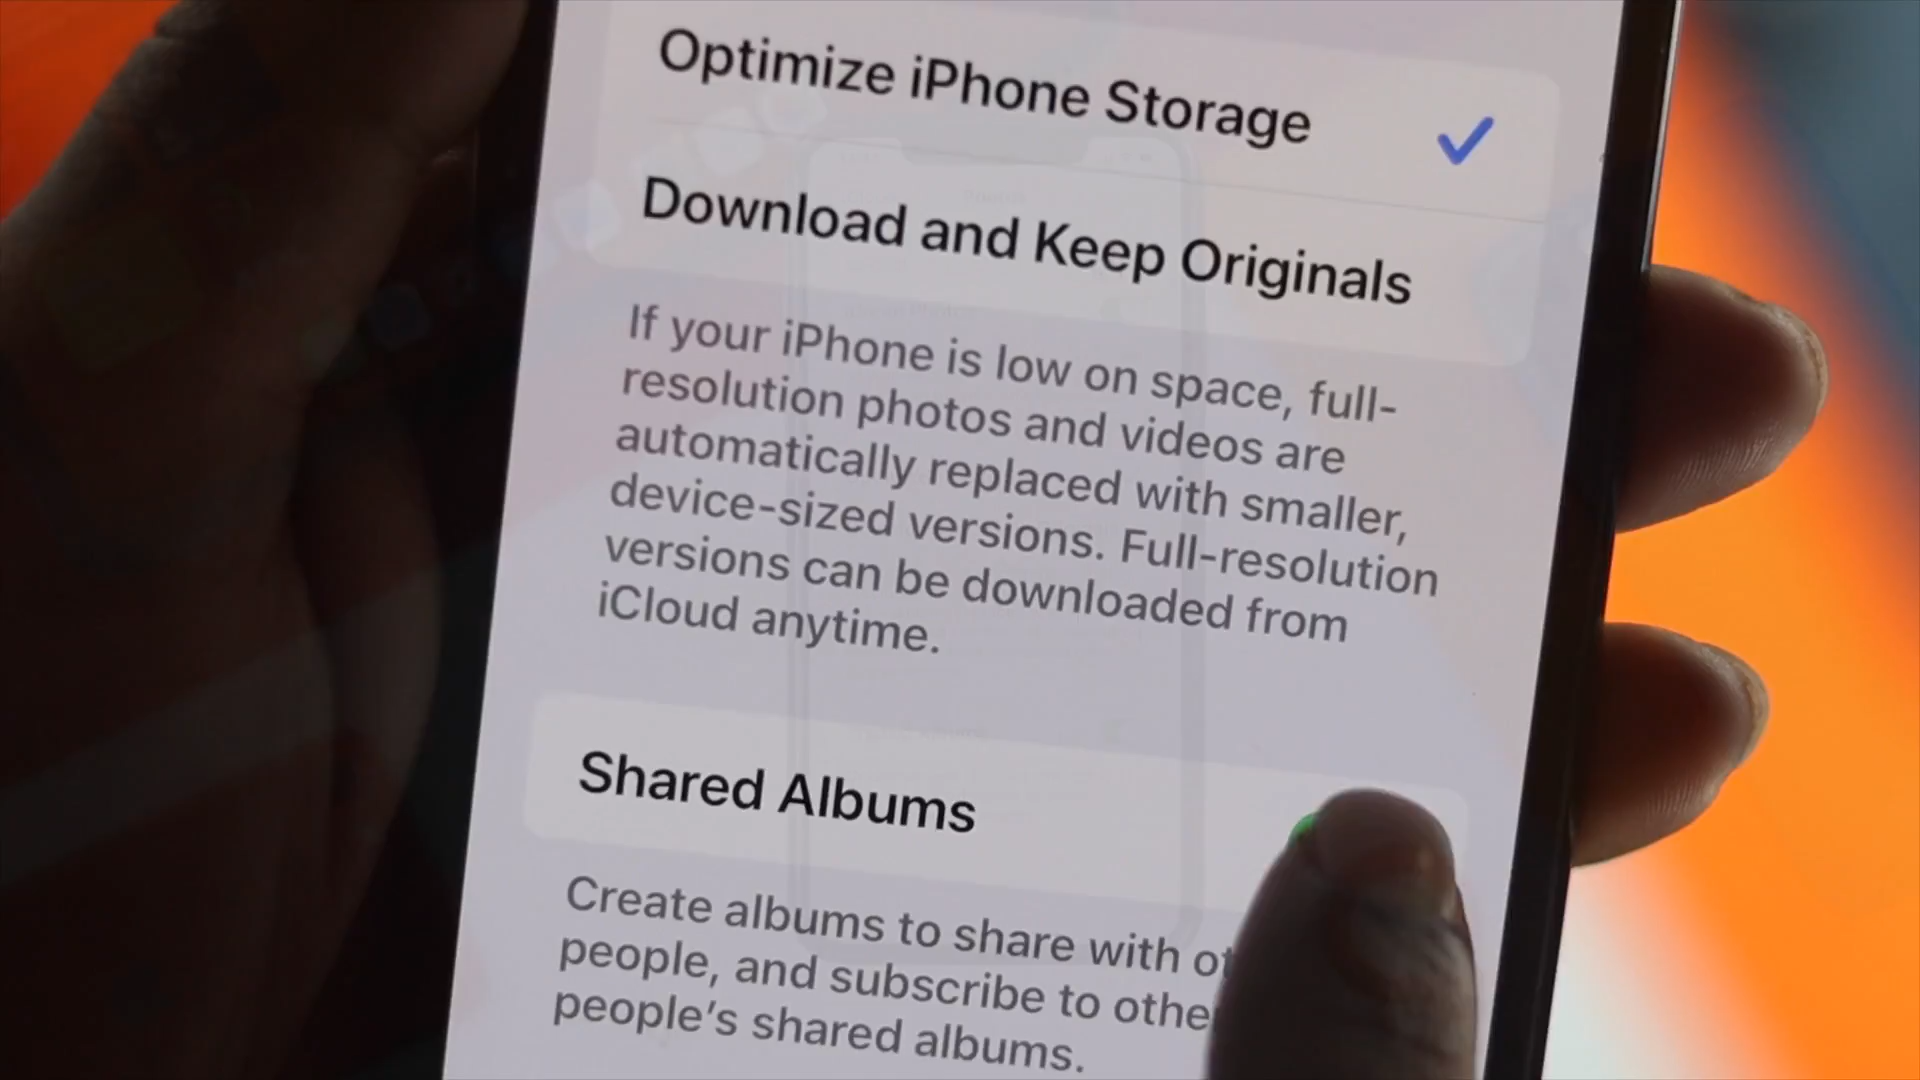 Optimize iPhone Storage
Download and Keep Originals
If your iPhone is low on space, full-
resolution photos and videos are
automatically replaced with smaller,
device-sized versions. Full-resolution
versions can be downloaded from
iCloud anytime.
Shared Albums
Create albums to share with
people, and subscribe to
people's shared albums.